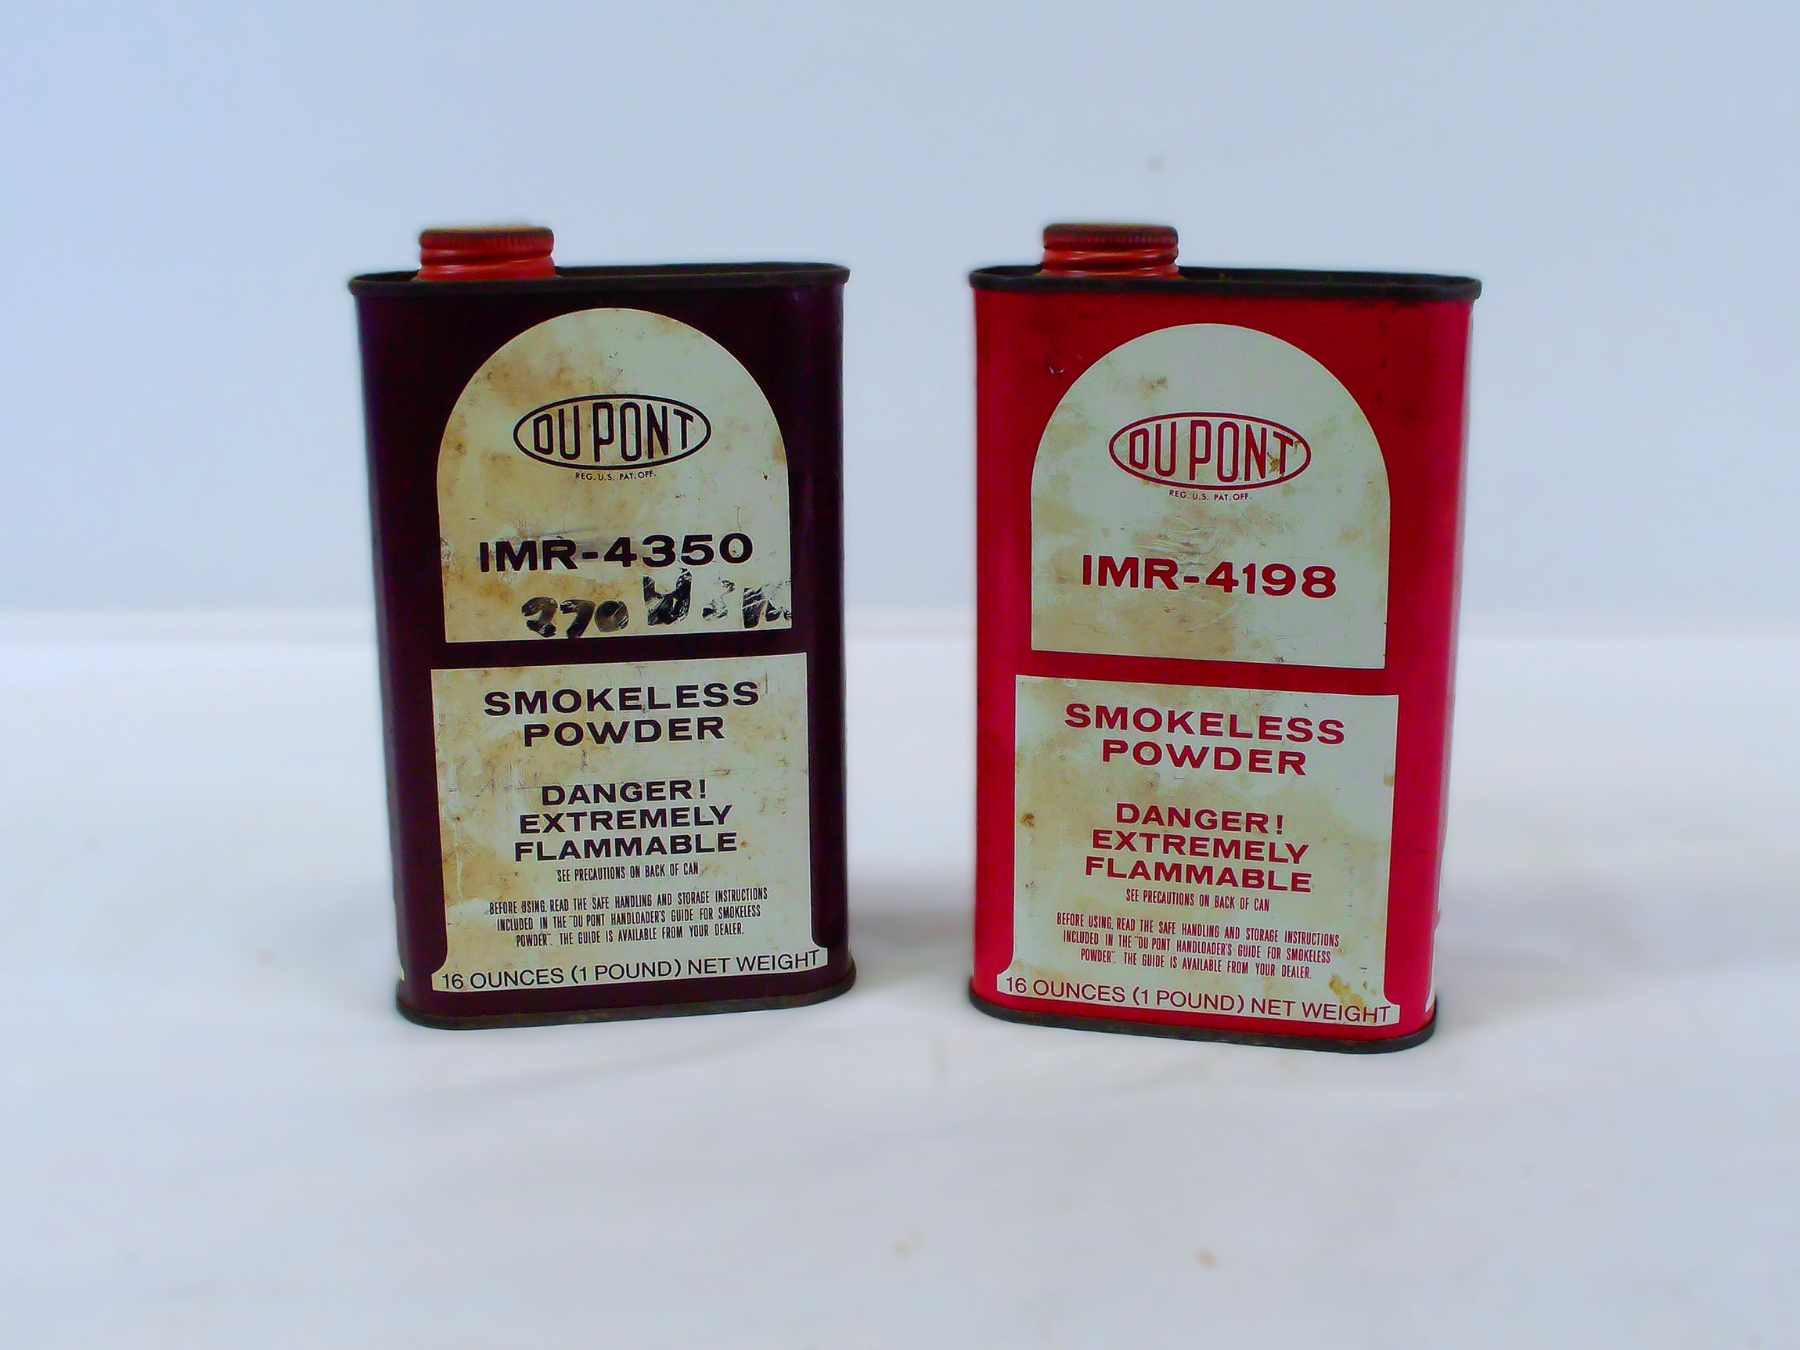 DU PONT
REG. U.S. PAT. OFF.
IMR-4350
270
SMOKELESS
POWDER
DANGER!
EXTREMELY
FLAMMABLE
SEE PRECAUTIONS ON BACK OF CAN
BEFORE USING, READ THE SAFE HANDLING AND STORAGE INSTRUCTIONS
INCLUDED IN THE "DU PONT HANDLOADER'S GUIDE FOR SMOKELESS
POWDER". THE GUIDE IS AVAILABLE FROM YOUR DEALER.
16 OUNCES (1 POUND) NET WEIGHT
DU PONT
REG. U.S. PAT. OFF.
IMR-4198
SMOKELESS
POWDER
DANGER!
EXTREMELY
FLAMMABLE
SEE PRECAUTIONS ON BACK OF CAN
BEFORE USING, READ THE SAFE HANDLING AND STORAGE INSTRUCTIONS
INCLUDED IN THE "DU PONT HANDLOADER'S GUIDE FOR SMOKELESS
POWDER". THE GUIDE IS AVAILABLE FROM YOUR DEALER.
16 OUNCES (1 POUND) NET WEIGHT